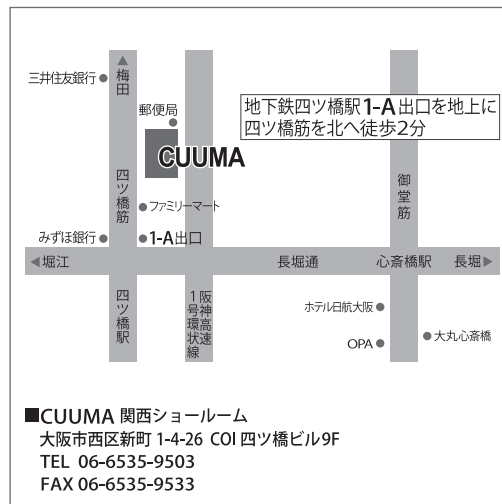 ▲梅田
三井住友銀行
郵便局
地下鉄四ツ橋駅1-A出口を地上に
四ツ橋筋を北へ徒歩2分
CUUMA
四ツ橋筋
御堂筋
ファミリーマート
みずほ銀行
1-A出口
◀堀江
長堀通
心斎橋駅
長堀▶
四ツ橋駅
阪神高速
1号環状線
ホテル日航大阪
OPA
大丸心斎橋
■CUUMA 関西ショールーム
大阪市西区新町 1-4-26 COI 四ツ橋ビル9F
TEL 06-6535-9503
FAX 06-6535-9533